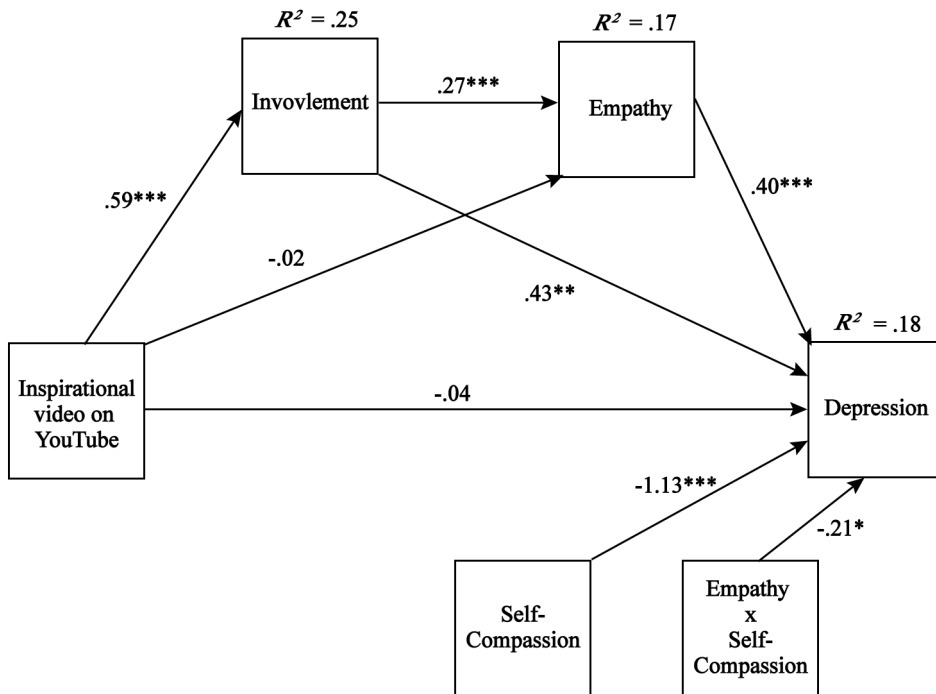 R² = .25
R² = .17
Invovlement
.27***
Empathy
.59***
.40***
-.02
.43**
R² = .18
Inspirational
video on
YouTube
-.04
Depression
-1.13***
-.21*
Self-
Compassion
Empathy
x
Self-
Compassion